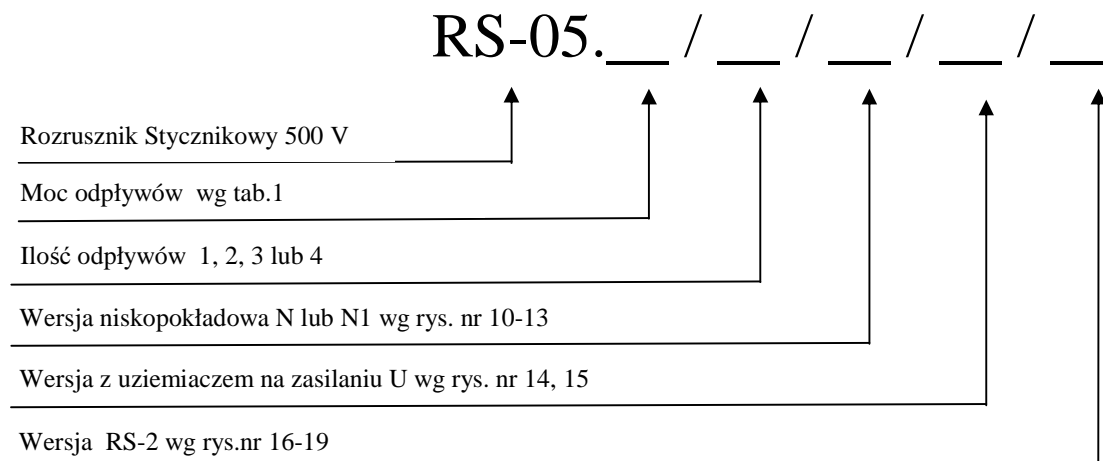 RS-05.__ / __ / __ / __ / __
Rozrusznik Stycznikowy 500 V
Moc odpływów wg tab.1
Ilość odpływów 1, 2, 3 lub 4
Wersja niskopokładowa N lub N1 wg rys. nr 10-13
Wersja z uziemiaczem na zasilaniu U wg rys. nr 14, 15
Wersja RS-2 wg rys.nr 16-19